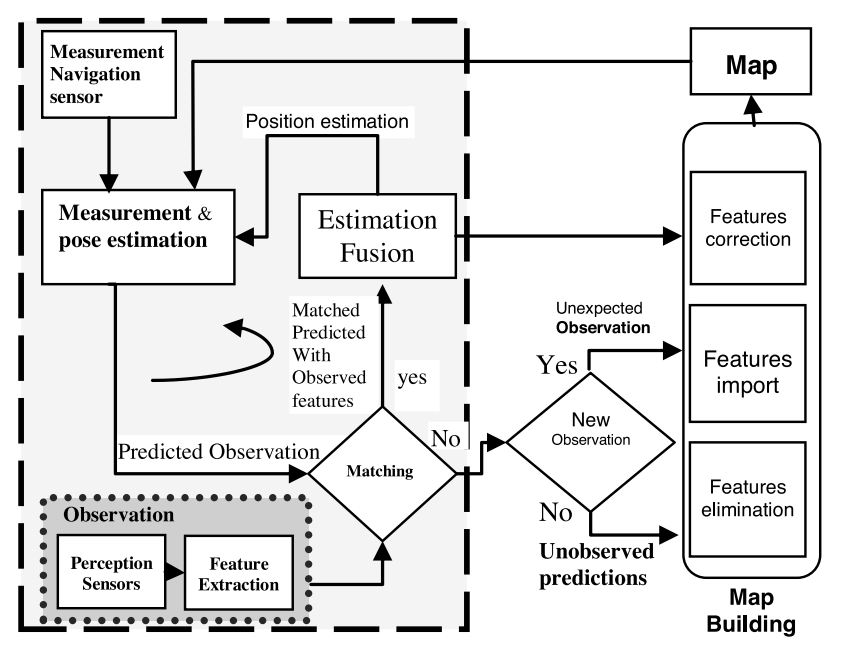 Measurement
Navigation
sensor
Map
Position estimation
Measurement &
pose estimation
Estimation
Fusion
Features
correction
Matched
Predicted
With
Observed
features
yes
Unexpected
Observation
Yes
Features
import
New
Observation
No
Predicted Observation
Matching
Features
elimination
No
Unobserved
predictions
Observation
Perception
Sensors
Feature
Extraction
Map
Building